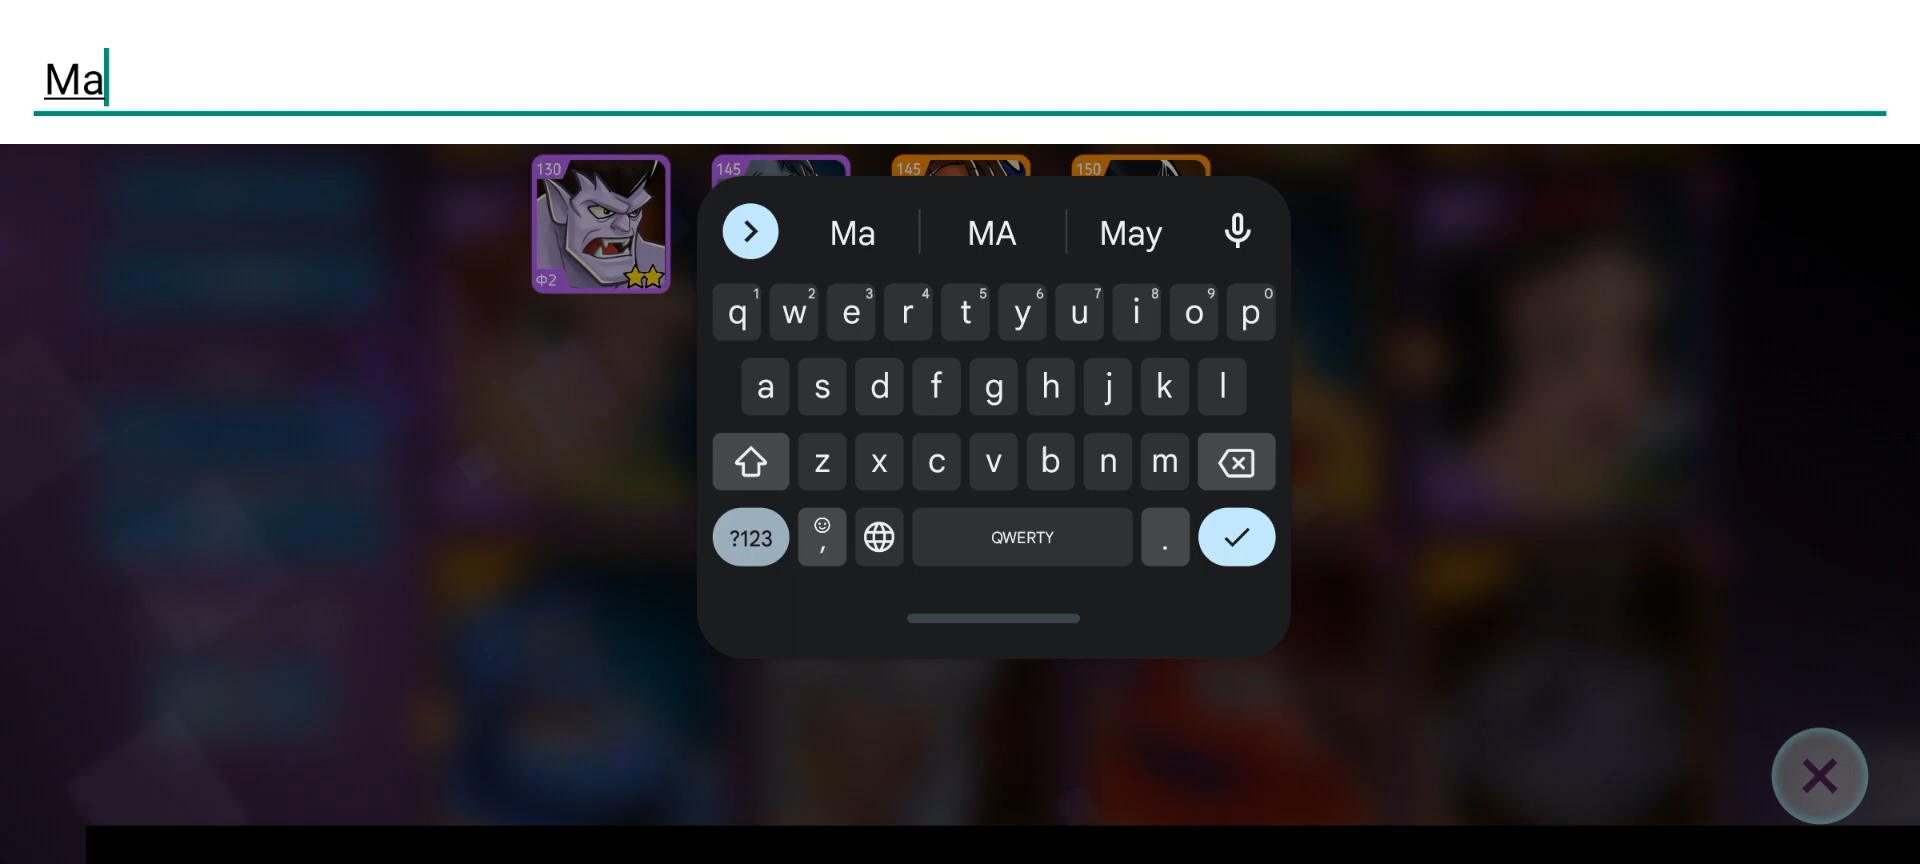 Ma
130 145 145 150
Ф2
Ma MA May
q1 w2 e3 r4 t5 y6 u7 i8 o9 p0
a s d f g h j k l
z x c v b n m
?123 , QWERTY .